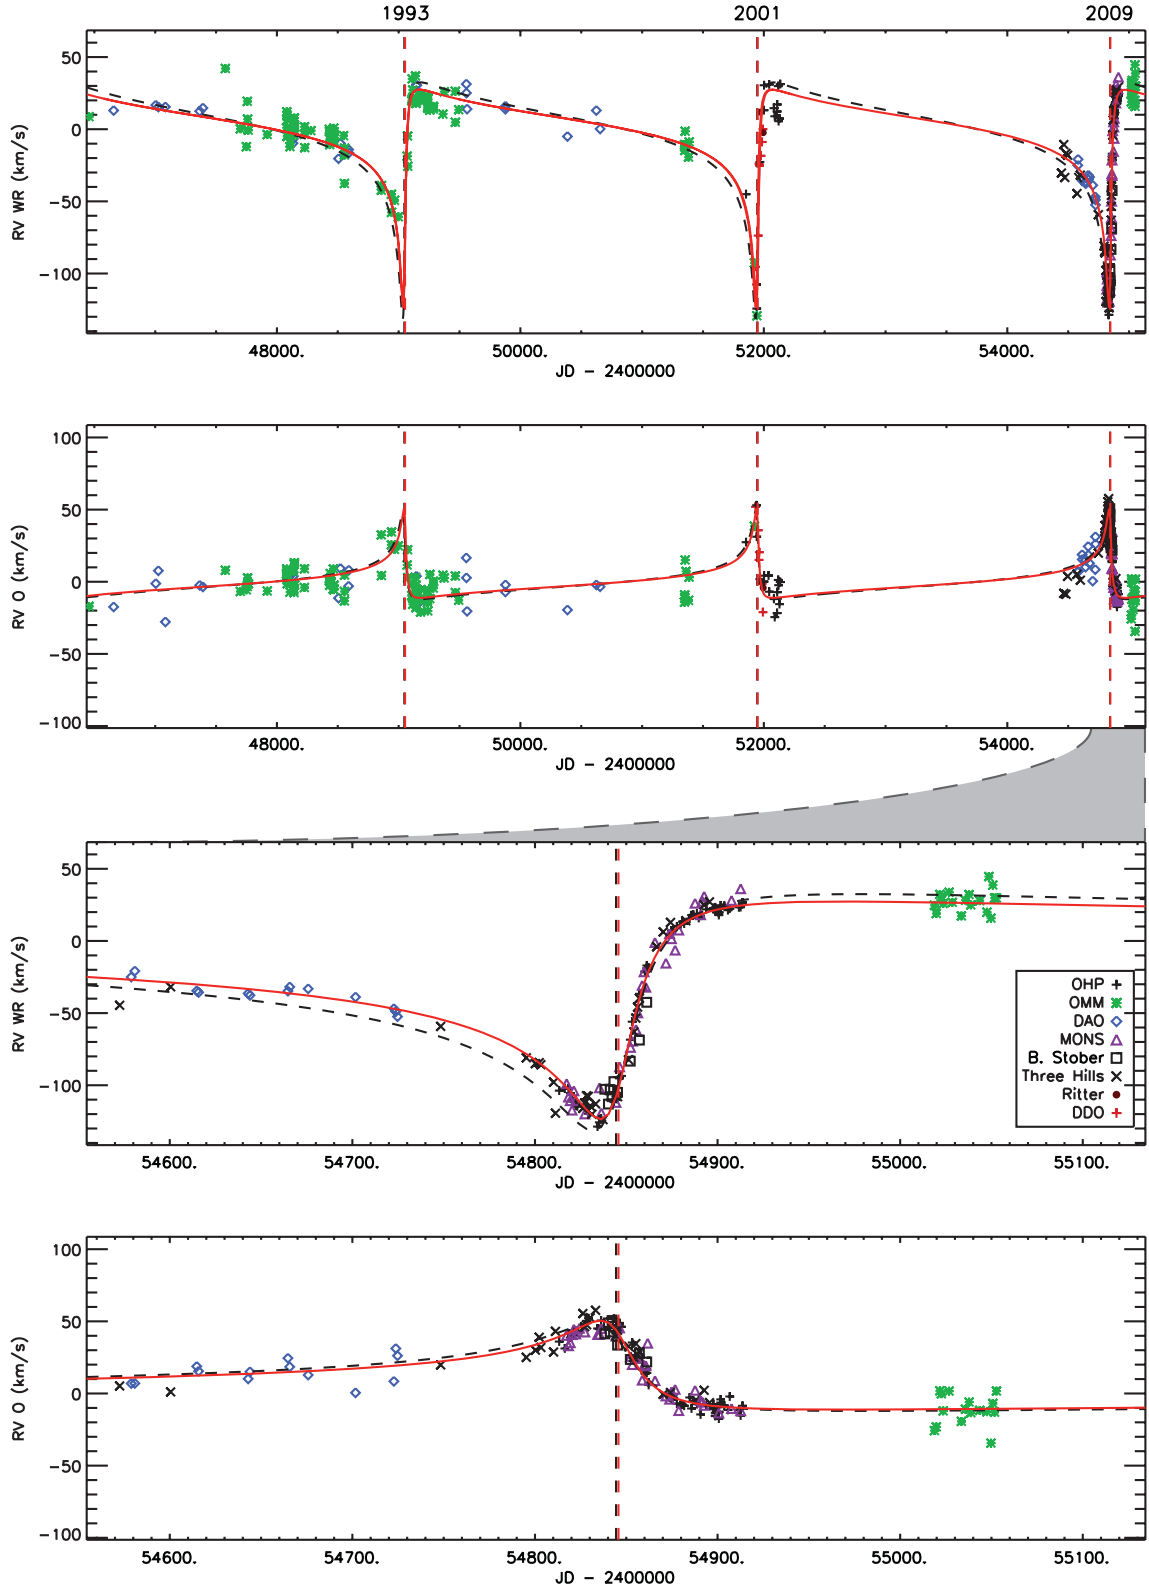 1993 2001 2009
50
0
−50
−100
RV WR (km/s)
48000. 50000. 52000. 54000.
JD − 2400000
100
50
0
−50
−100
RV O (km/s)
48000. 50000. 52000. 54000.
JD − 2400000
50
0
−50
−100
RV WR (km/s)
OHP
OMM
DAO
MONS
B. Stober
Three Hills
Ritter
DDO
54600. 54700. 54800. 54900. 55000. 55100.
JD − 2400000
100
50
0
−50
−100
RV O (km/s)
54600. 54700. 54800. 54900. 55000. 55100.
JD − 2400000